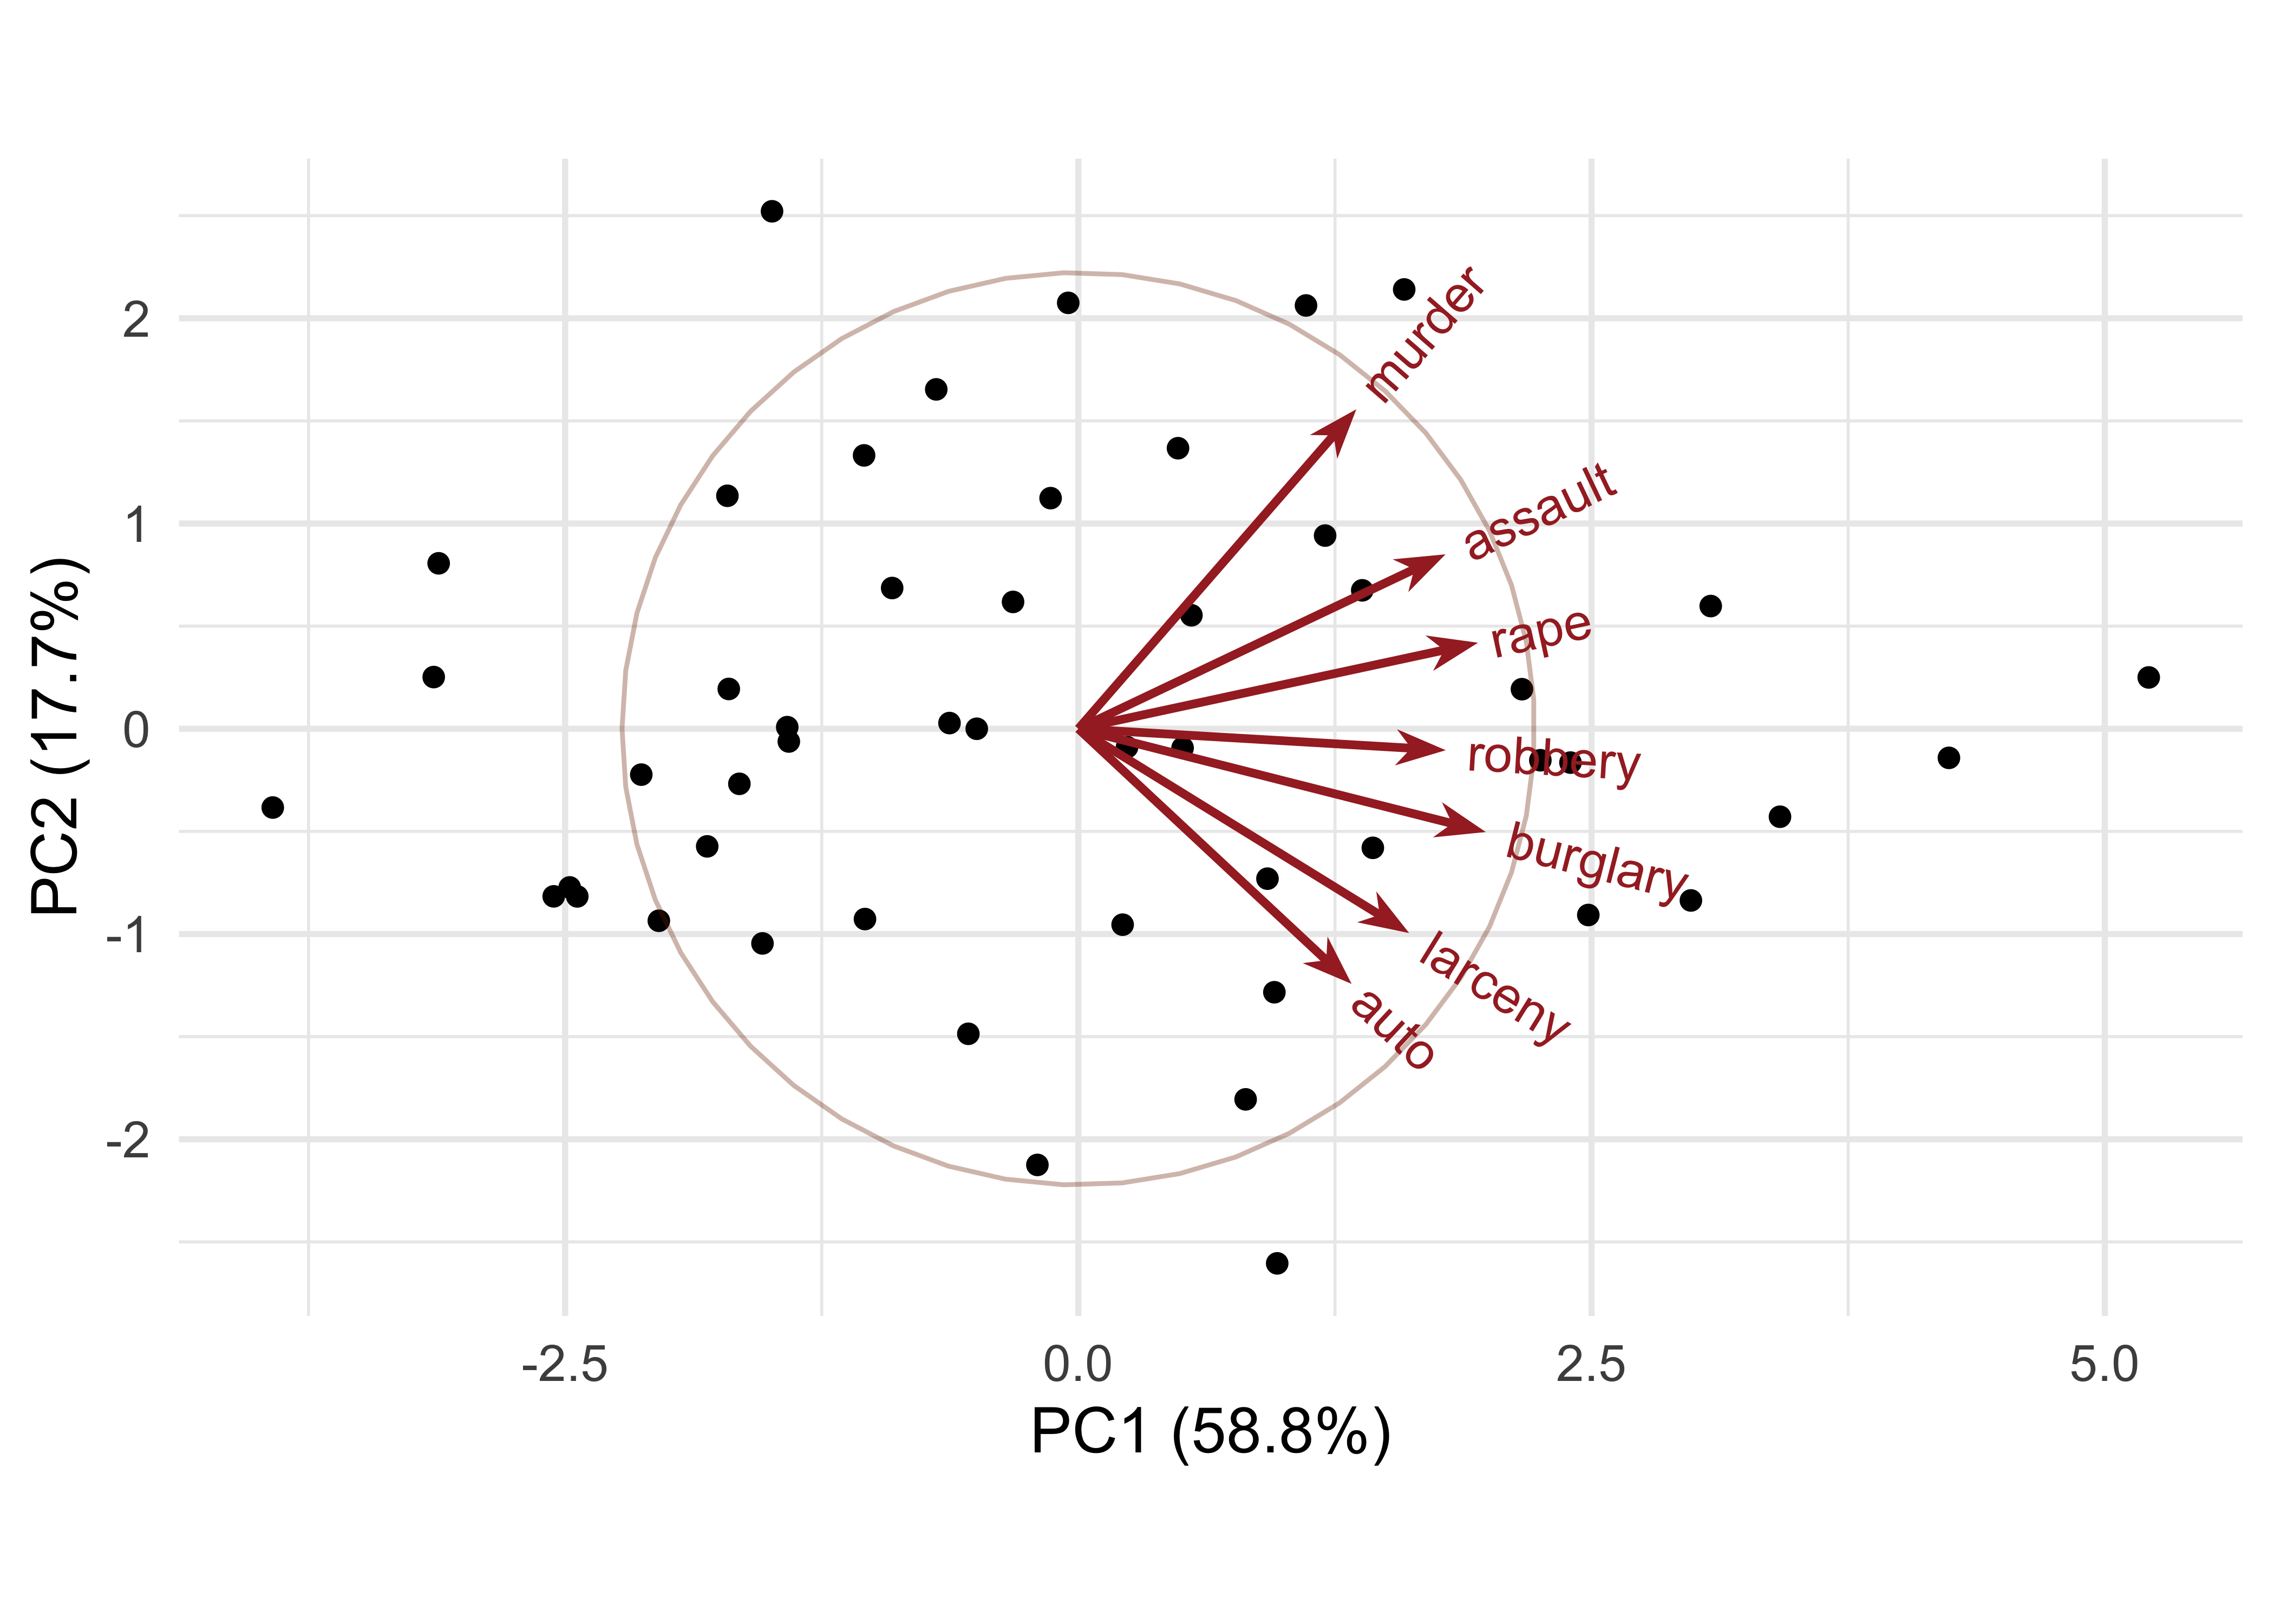 murder
assault
rape
robbery
burglary
larceny
auto
2
1
0
-1
-2
PC2 (17.7%)
-2.5
0.0
2.5
5.0
PC1 (58.8%)